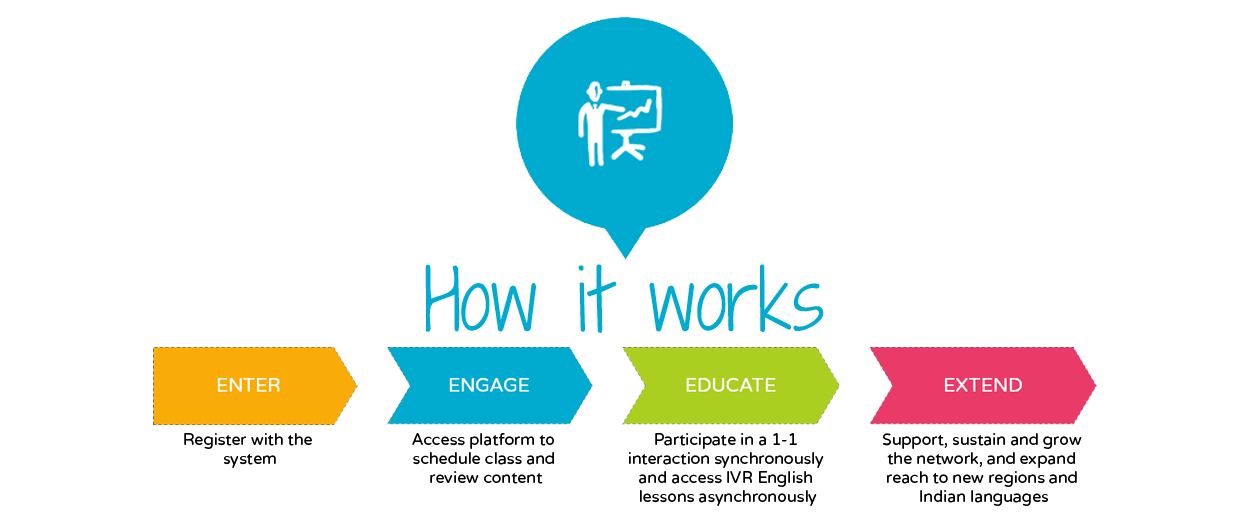 How it works
ENTER
Register with the
system
ENGAGE
Access platform to
schedule class and
review content
EDUCATE
Participate in a 1-1
interaction synchronously
and access IVR English
lessons asynchronously
EXTEND
Support, sustain and grow
the network, and expand
reach to new regions and
Indian languages